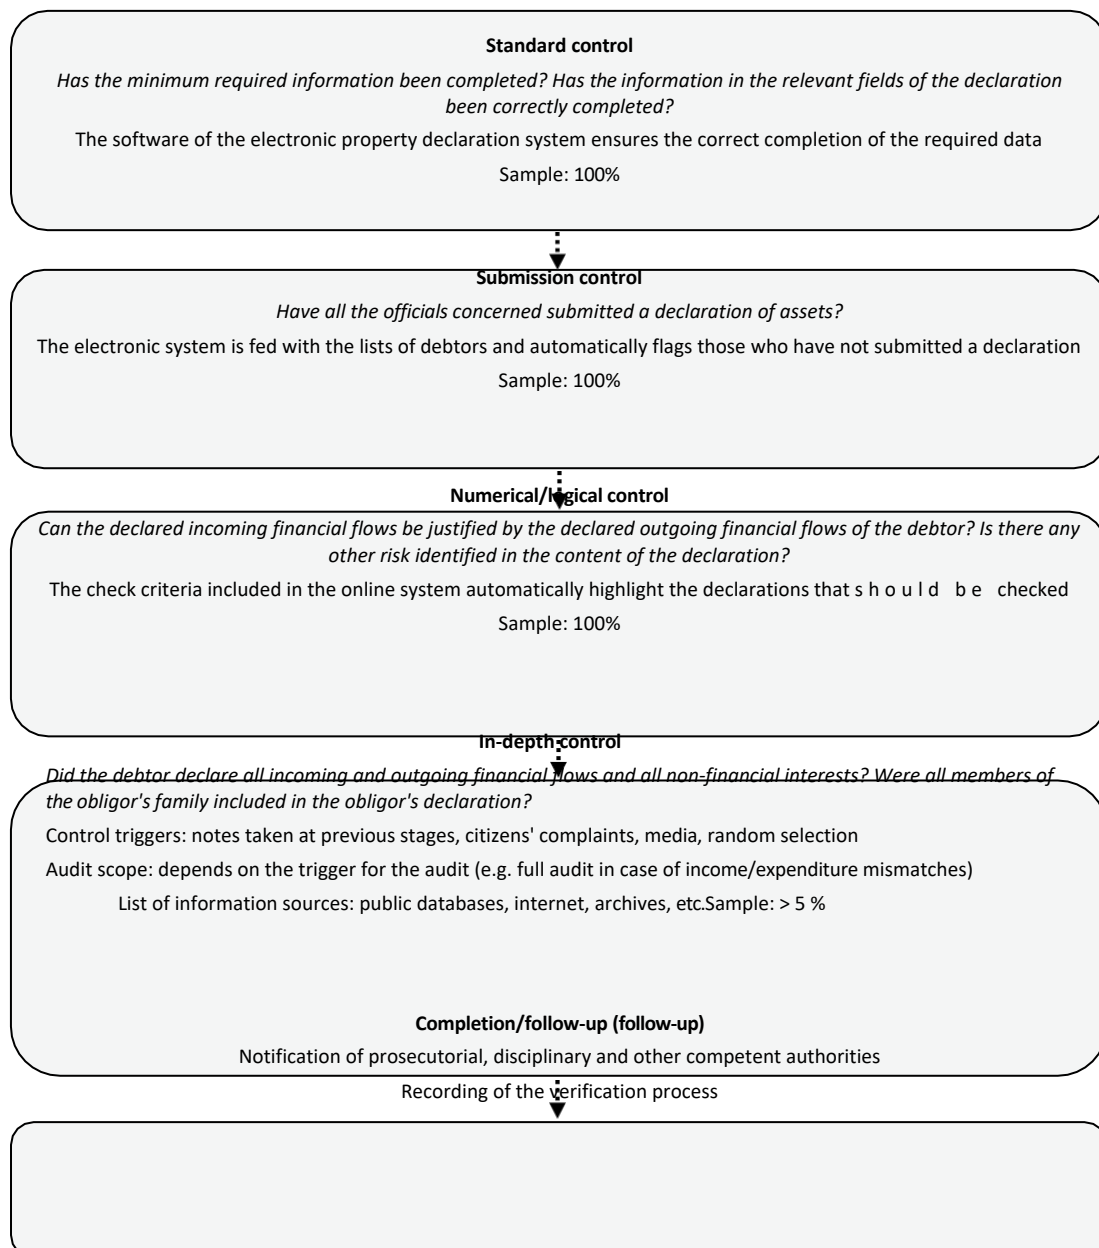 Standard control
Has the minimum required information been completed? Has the information in the relevant fields of the declaration
been correctly completed?
The software of the electronic property declaration system ensures the correct completion of the required data
Sample: 100%
Submission control
Have all the officials concerned submitted a declaration of assets?
The electronic system is fed with the lists of debtors and automatically flags those who have not submitted a declaration
Sample: 100%
Numerical/logical control
Can the declared incoming financial flows be justified by the declared outgoing financial flows of the debtor? Is there any
other risk identified in the content of the declaration?
The check criteria included in the online system automatically highlight the declarations that s h o u l d b e checked
Sample: 100%
In-depth control
Did the debtor declare all incoming and outgoing financial flows and all non-financial interests? Were all members of
the obligor's family included in the obligor's declaration?
Control triggers: notes taken at previous stages, citizens' complaints, media, random selection
Audit scope: depends on the trigger for the audit (e.g. full audit in case of income/expenditure mismatches)
List of information sources: public databases, internet, archives, etc.Sample: > 5 %
Completion/follow-up (follow-up)
Notification of prosecutorial, disciplinary and other competent authorities
Recording of the verification process